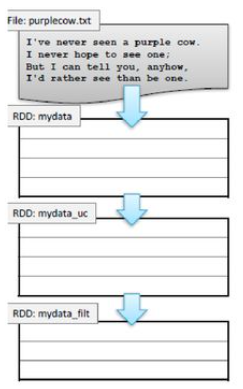 File: purplecow.txt
I've never seen a purple cow.
I never hope to see one;
But I can tell you, anyhow,
I'd rather see than be one.
RDD: mydata
RDD: mydata_uc
RDD: mydata_filt